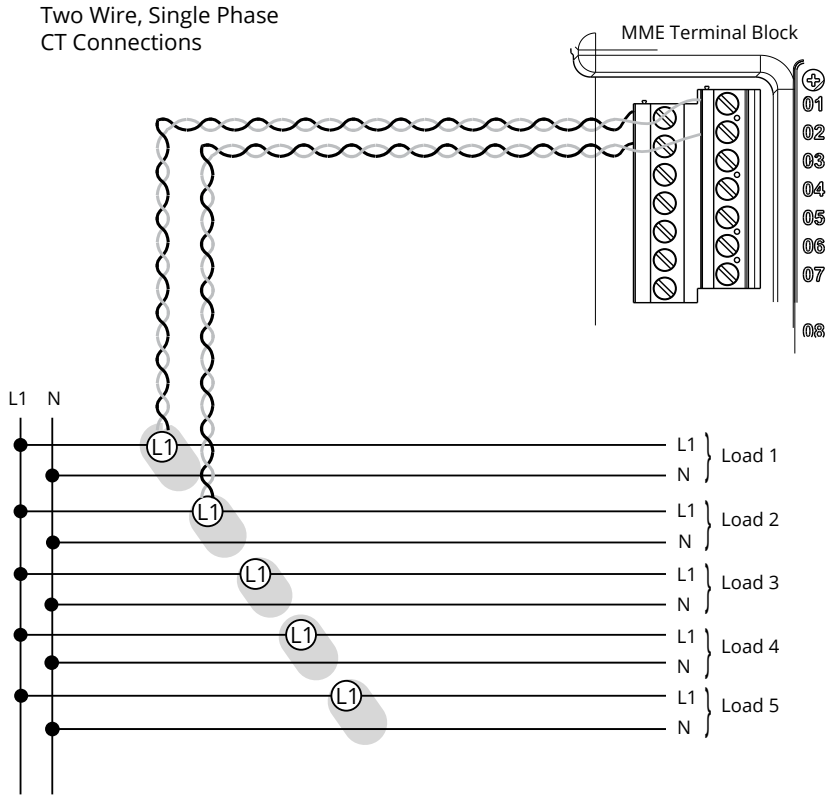 Two Wire, Single Phase
CT Connections
MME Terminal Block
01
02
03
04
05
06
07
08
L1 N
L1
L1
Load 1
N
L1
L1
Load 2
N
L1
L1
Load 3
N
L1
L1
Load 4
N
L1
L1
Load 5
N